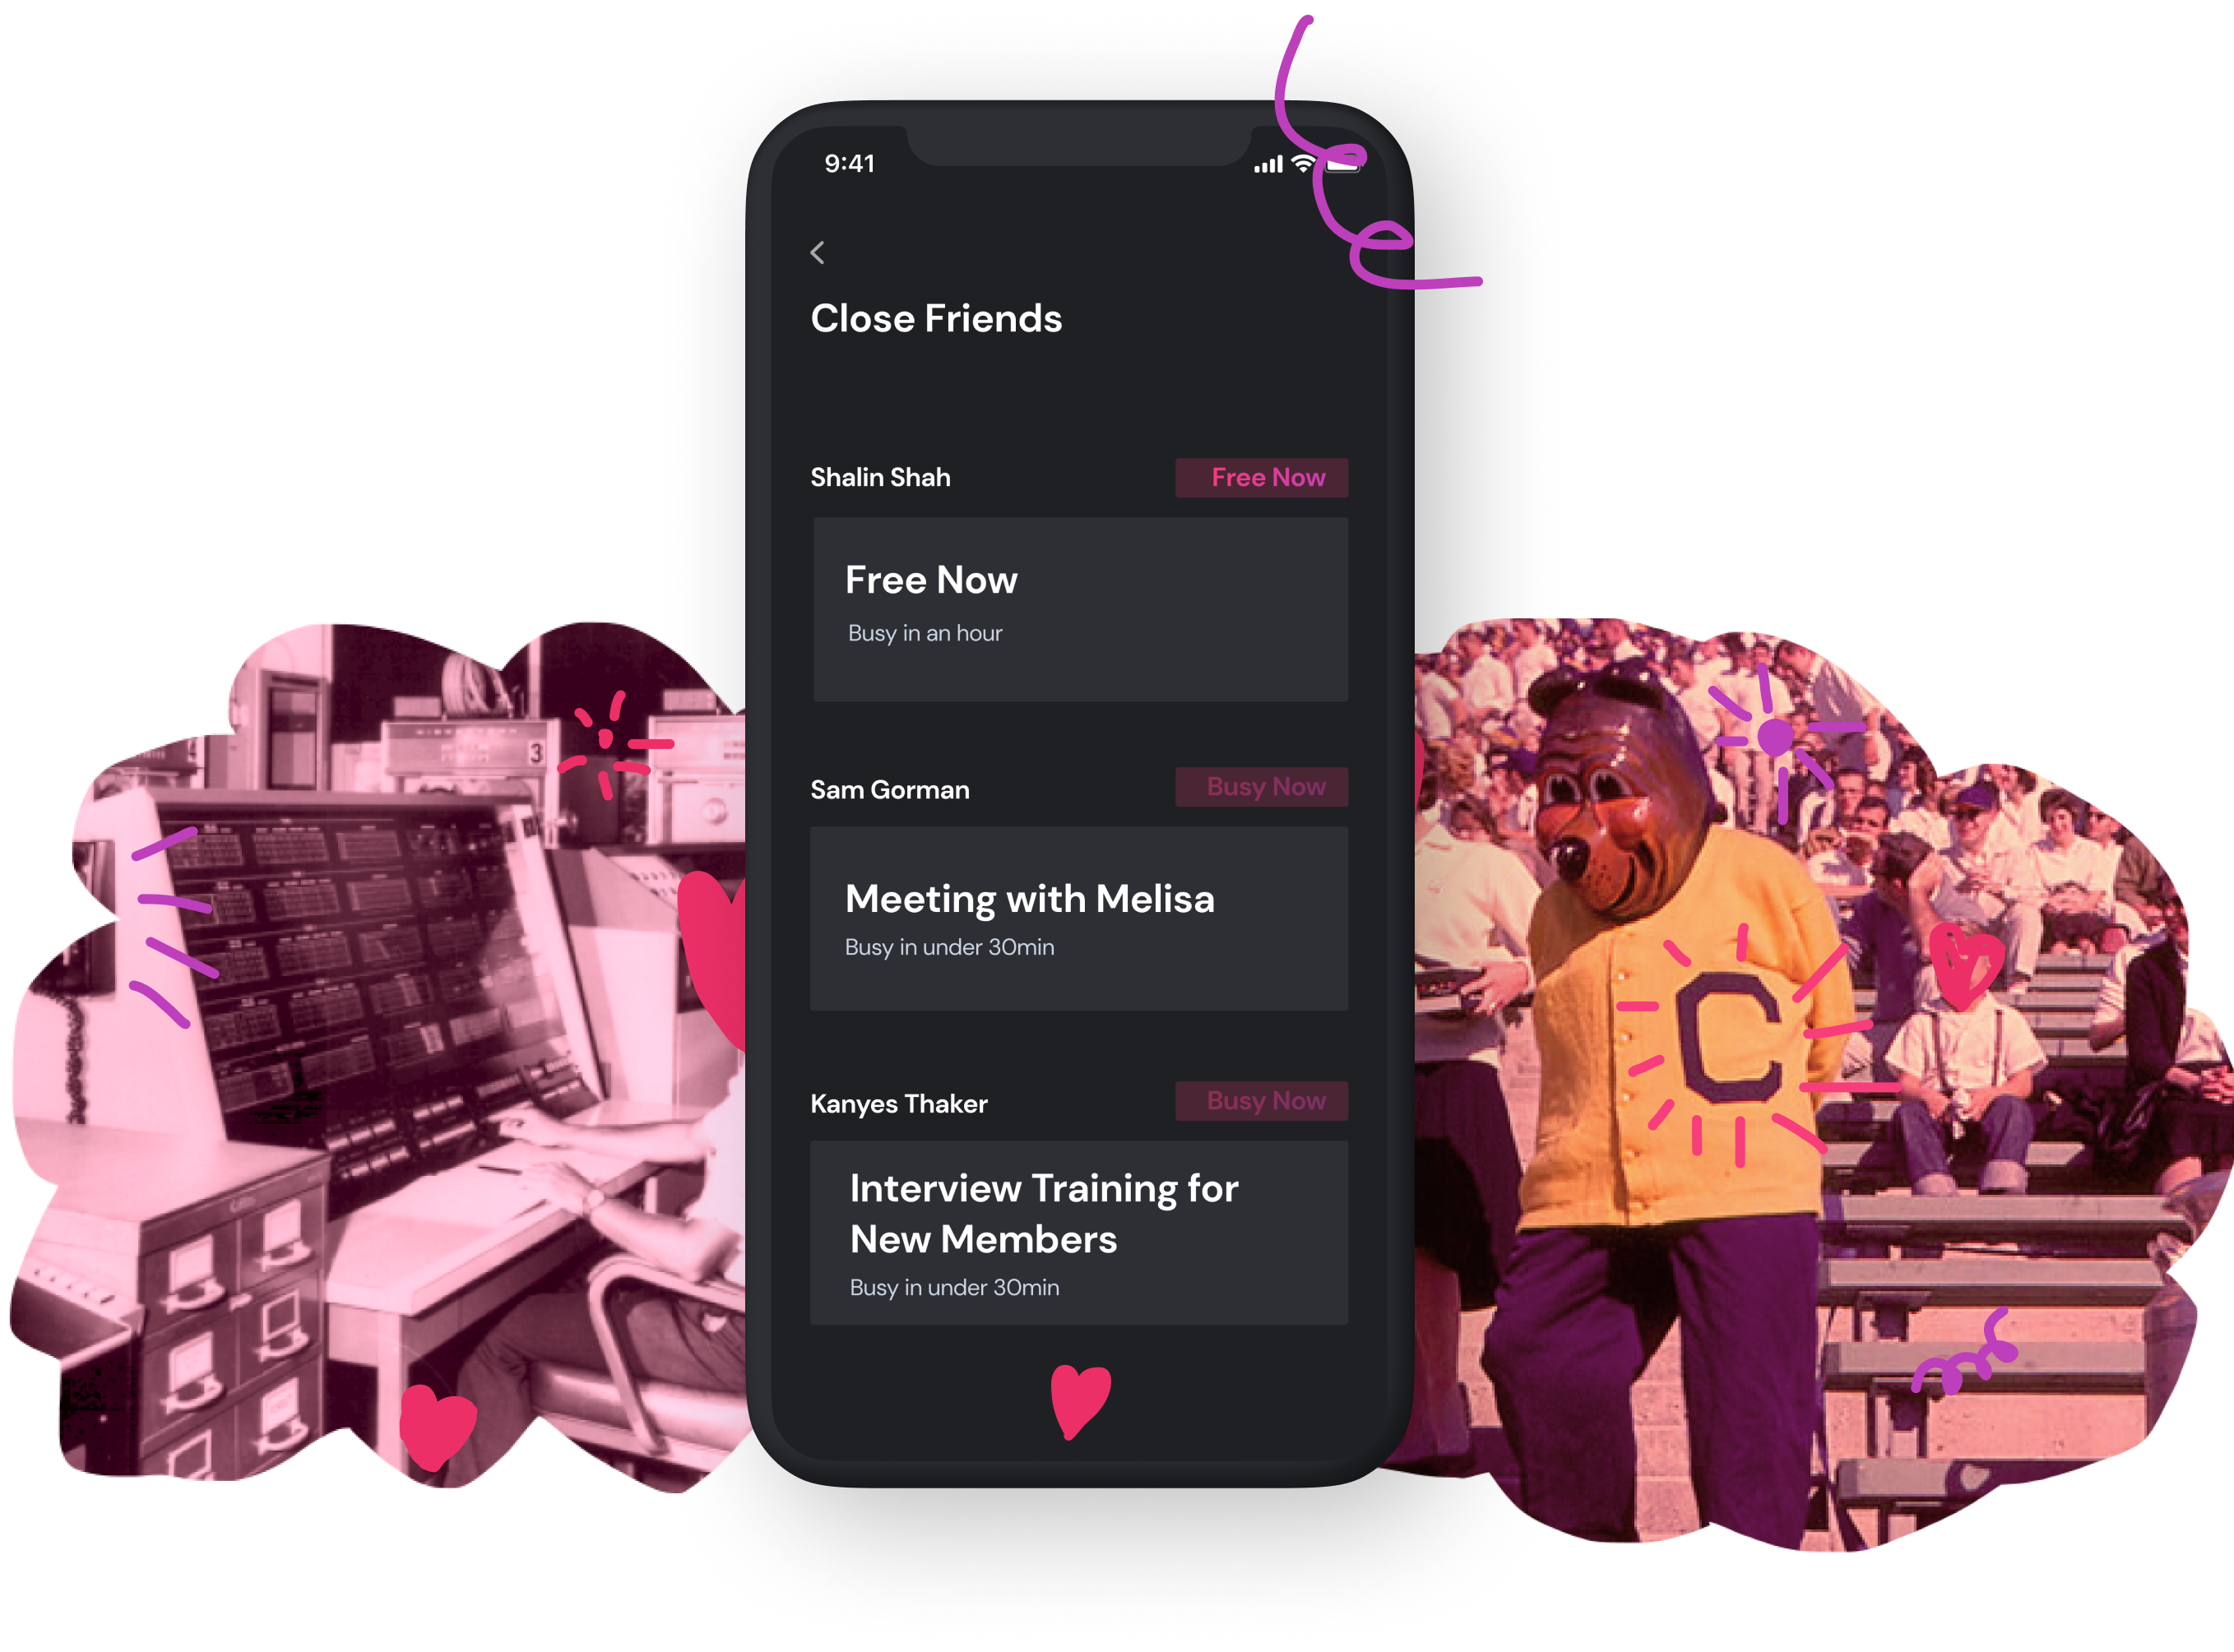 9:41
Close Friends
Shalin Shah
Free Now
Free Now
Busy in an hour
Sam Gorman
Busy Now
Meeting with Melisa
Busy in under 30min
Kanyes Thaker
Busy Now
Interview Training for
New Members
Busy in under 30min
3
C